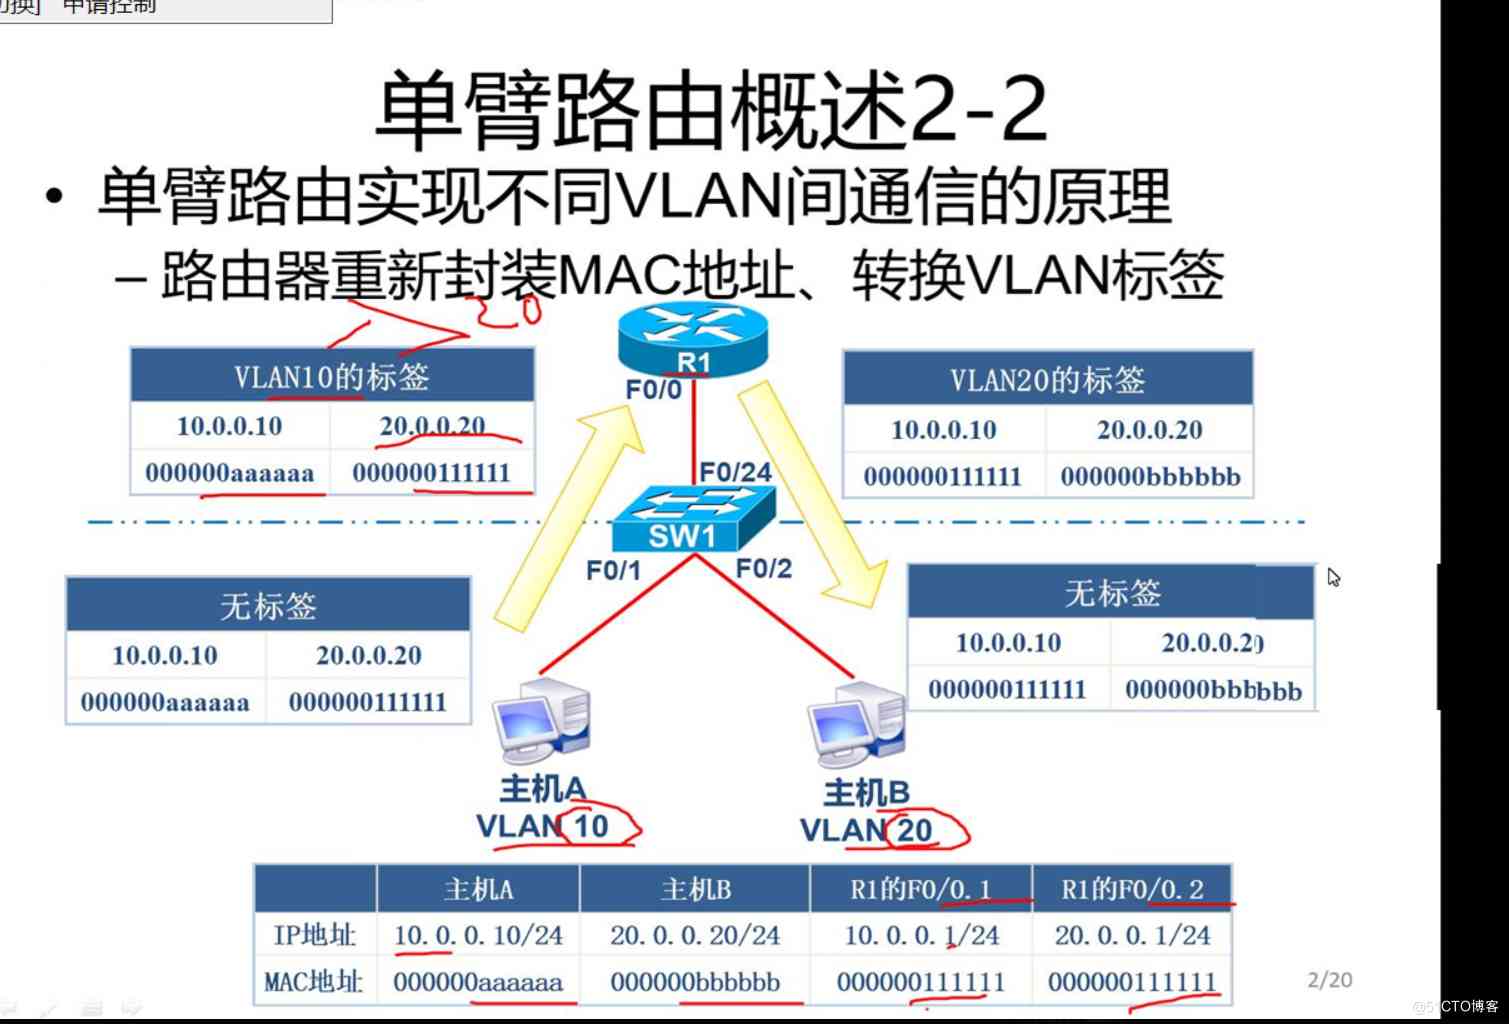 切换] 申请控制
单臂路由概述2-2
• 单臂路由实现不同VLAN间通信的原理
– 路由器重新封装MAC地址、转换VLAN标签
20
VLAN10的标签
10.0.0.10 20.0.0.20
000000aaaaaa 000000111111
R1
F0/0
VLAN20的标签
10.0.0.10 20.0.0.20
000000111111 000000bbbbbb
F0/24
SW1
F0/1 F0/2
无标签
10.0.0.10 20.0.0.20
000000aaaaaa 000000111111
无标签
10.0.0.10 20.0.0.20
000000111111 000000bbbbbb
主机A
VLAN 10
主机B
VLAN 20
主机A 主机B R1的F0/0.1 R1的F0/0.2
IP地址 10.0.0.10/24 20.0.0.20/24 10.0.0.1/24 20.0.0.1/24
MAC地址 000000aaaaaa 000000bbbbbb 000000111111 000000111111
2/20
@51CTO博客